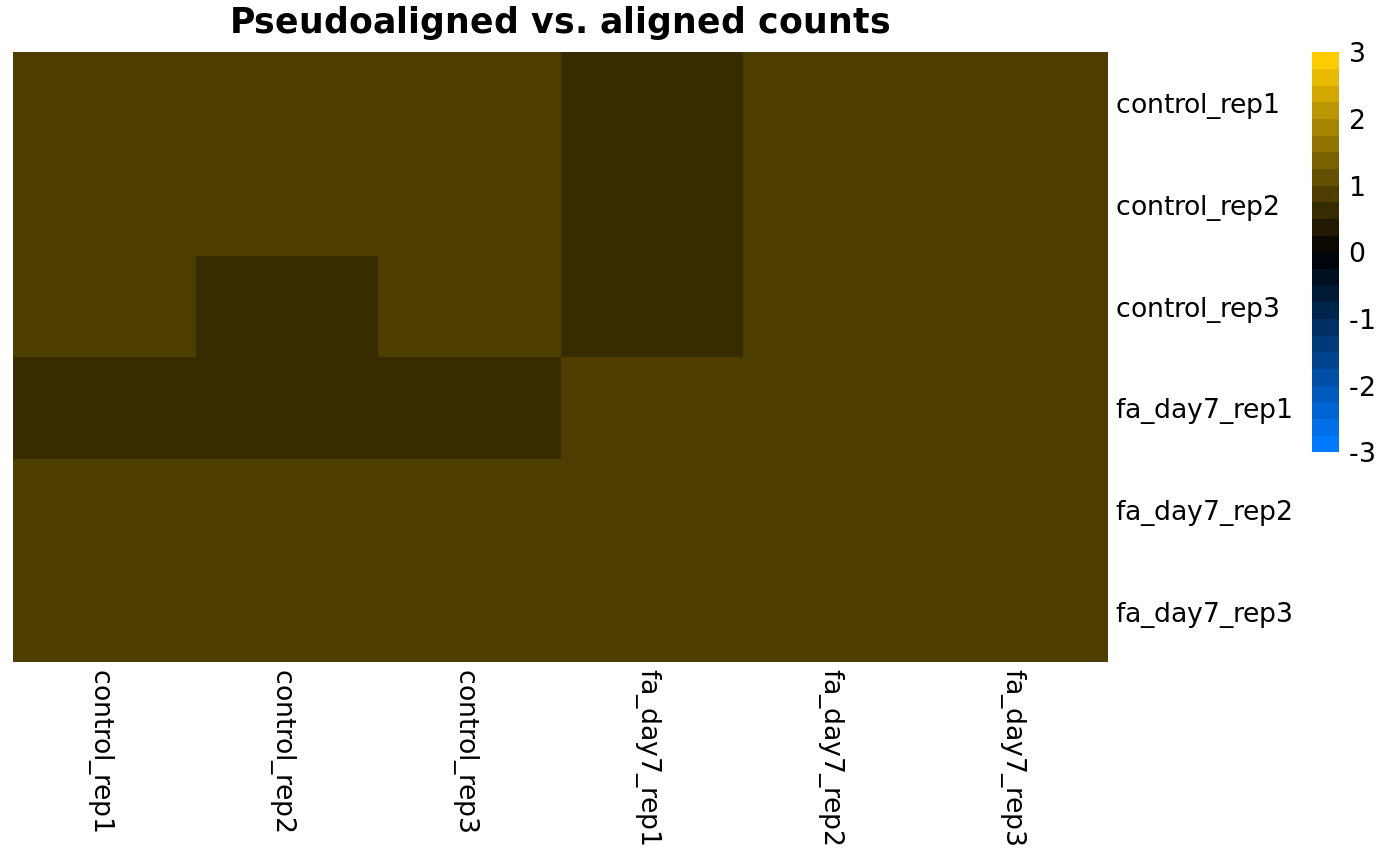 Pseudoaligned vs. aligned counts
control_rep1
control_rep2
control_rep3
fa_day7_rep1
fa_day7_rep2
fa_day7_rep3
3
2
1
0
-1
-2
-3
control_rep1
control_rep2
control_rep3
fa_day7_rep1
fa_day7_rep2
fa_day7_rep3